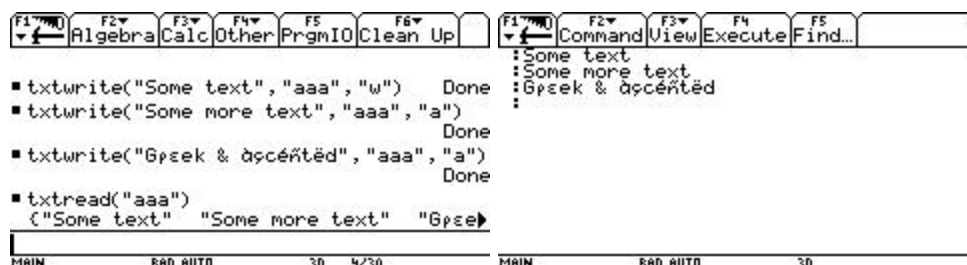 F1 F2 F3 F4 F5 F6
Algebra Calc Other PrgmIO Clean Up
txtwrite("Some text","aaa","w") Done
txtwrite("Some more text","aaa","a")
Done
txtwrite("Gρεek & àçcéñtëd","aaa","a")
Done
txtread("aaa")
{"Some text" "Some more text" "Gρεek
MAIN RAD AUTO 3D 4/30
F1 F2 F3 F4 F5
Command View Execute Find…
:Some text
:Some more text
:Gρεek & àçcéñtëd
:
MAIN RAD AUTO 3D